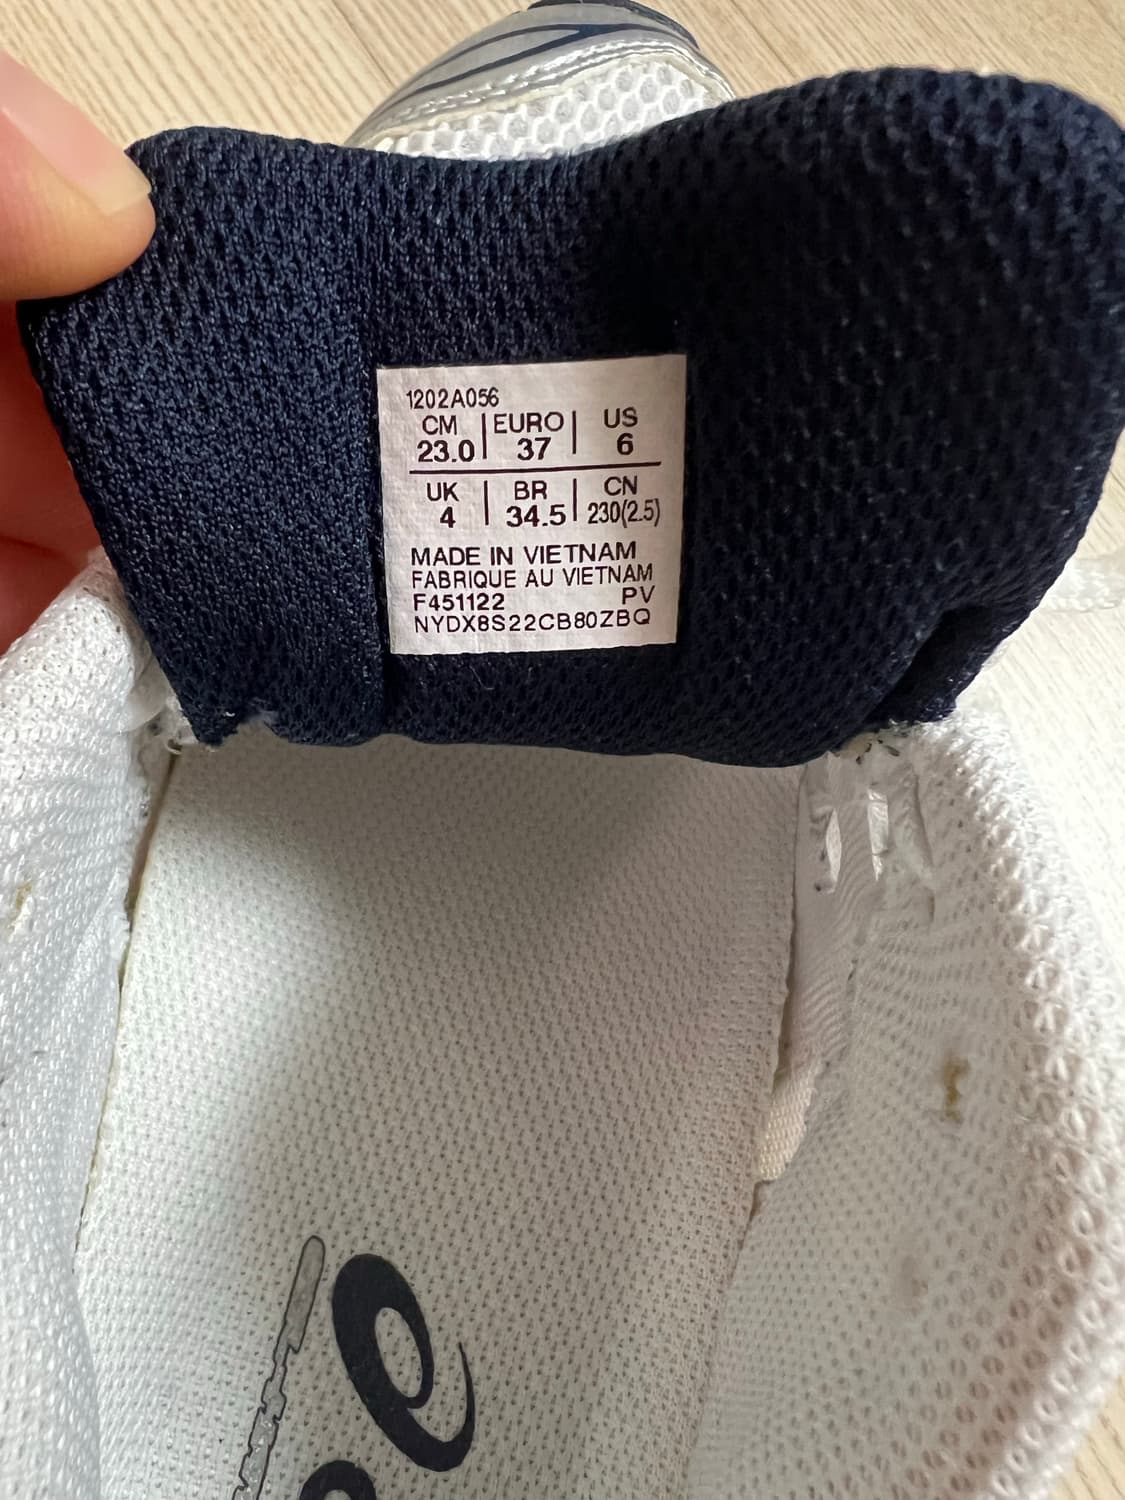 1202A056
CM | EURO | US
23.0 | 37 | 6
UK | BR | CN
4 | 34.5 | 230(2.5)
MADE IN VIETNAM
FABRIQUE AU VIETNAM
F451122 PV
NYDX8S22CB80ZBQ